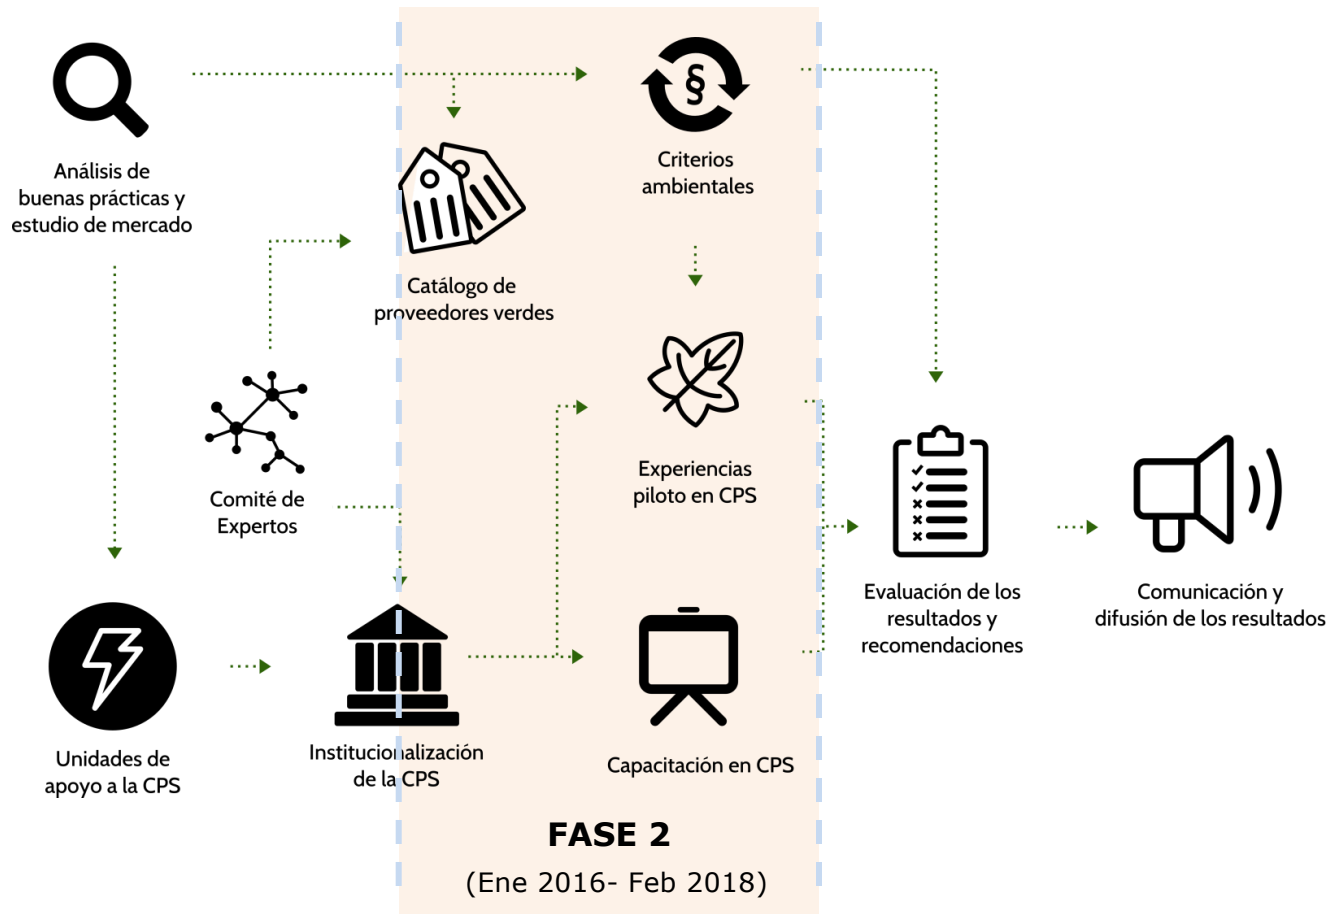 Análisis de
buenas prácticas y
estudio de mercado
§
Criterios
ambientales
Catálogo de
proveedores verdes
Comité de
Expertos
Experiencias
piloto en CPS
Evaluación de los
resultados y
recomendaciones
Comunicación y
difusión de los resultados
Unidades de
apoyo a la CPS
Institucionalización
de la CPS
Capacitación en CPS
FASE 2
(Ene 2016- Feb 2018)